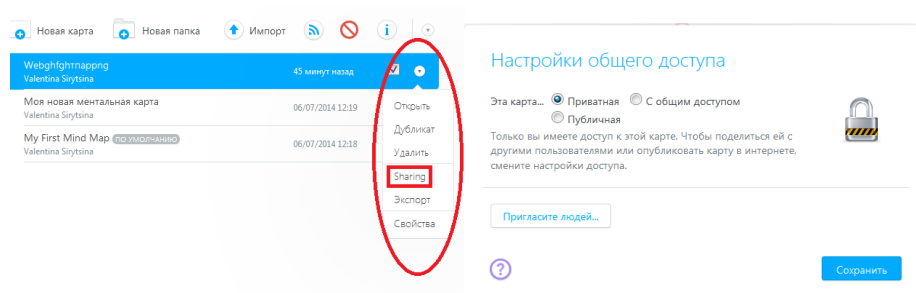 Новая карта
Новая папка
Импорт
Webghfghтпappng
Valentina Sirytsina
45 минут назад
Моя новая ментальная карта
Valentina Sirytsina
06/07/2014 12:19
My First Mind Map ПО УМОЛЧАНИЮ
Valentina Sirytsina
06/07/2014 12:18
Открыть
Дубликат
Удалить
Sharing
Экспорт
Свойства
Настройки общего доступа
Эта карта... Приватная С общим доступом
Публичная
Только вы имеете доступ к этой карте. Чтобы поделиться ей с
другими пользователями или опубликовать карту в интернете,
смените настройки доступа.
Пригласите людей...
Сохранить